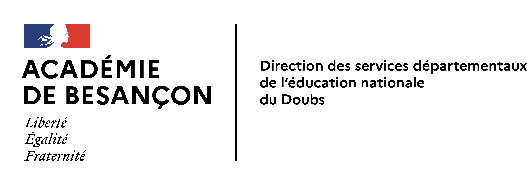 ACADÉMIE
DE BESANÇON
Liberté
Égalité
Fraternité
Direction des services départementaux
de l'éducation nationale
du Doubs